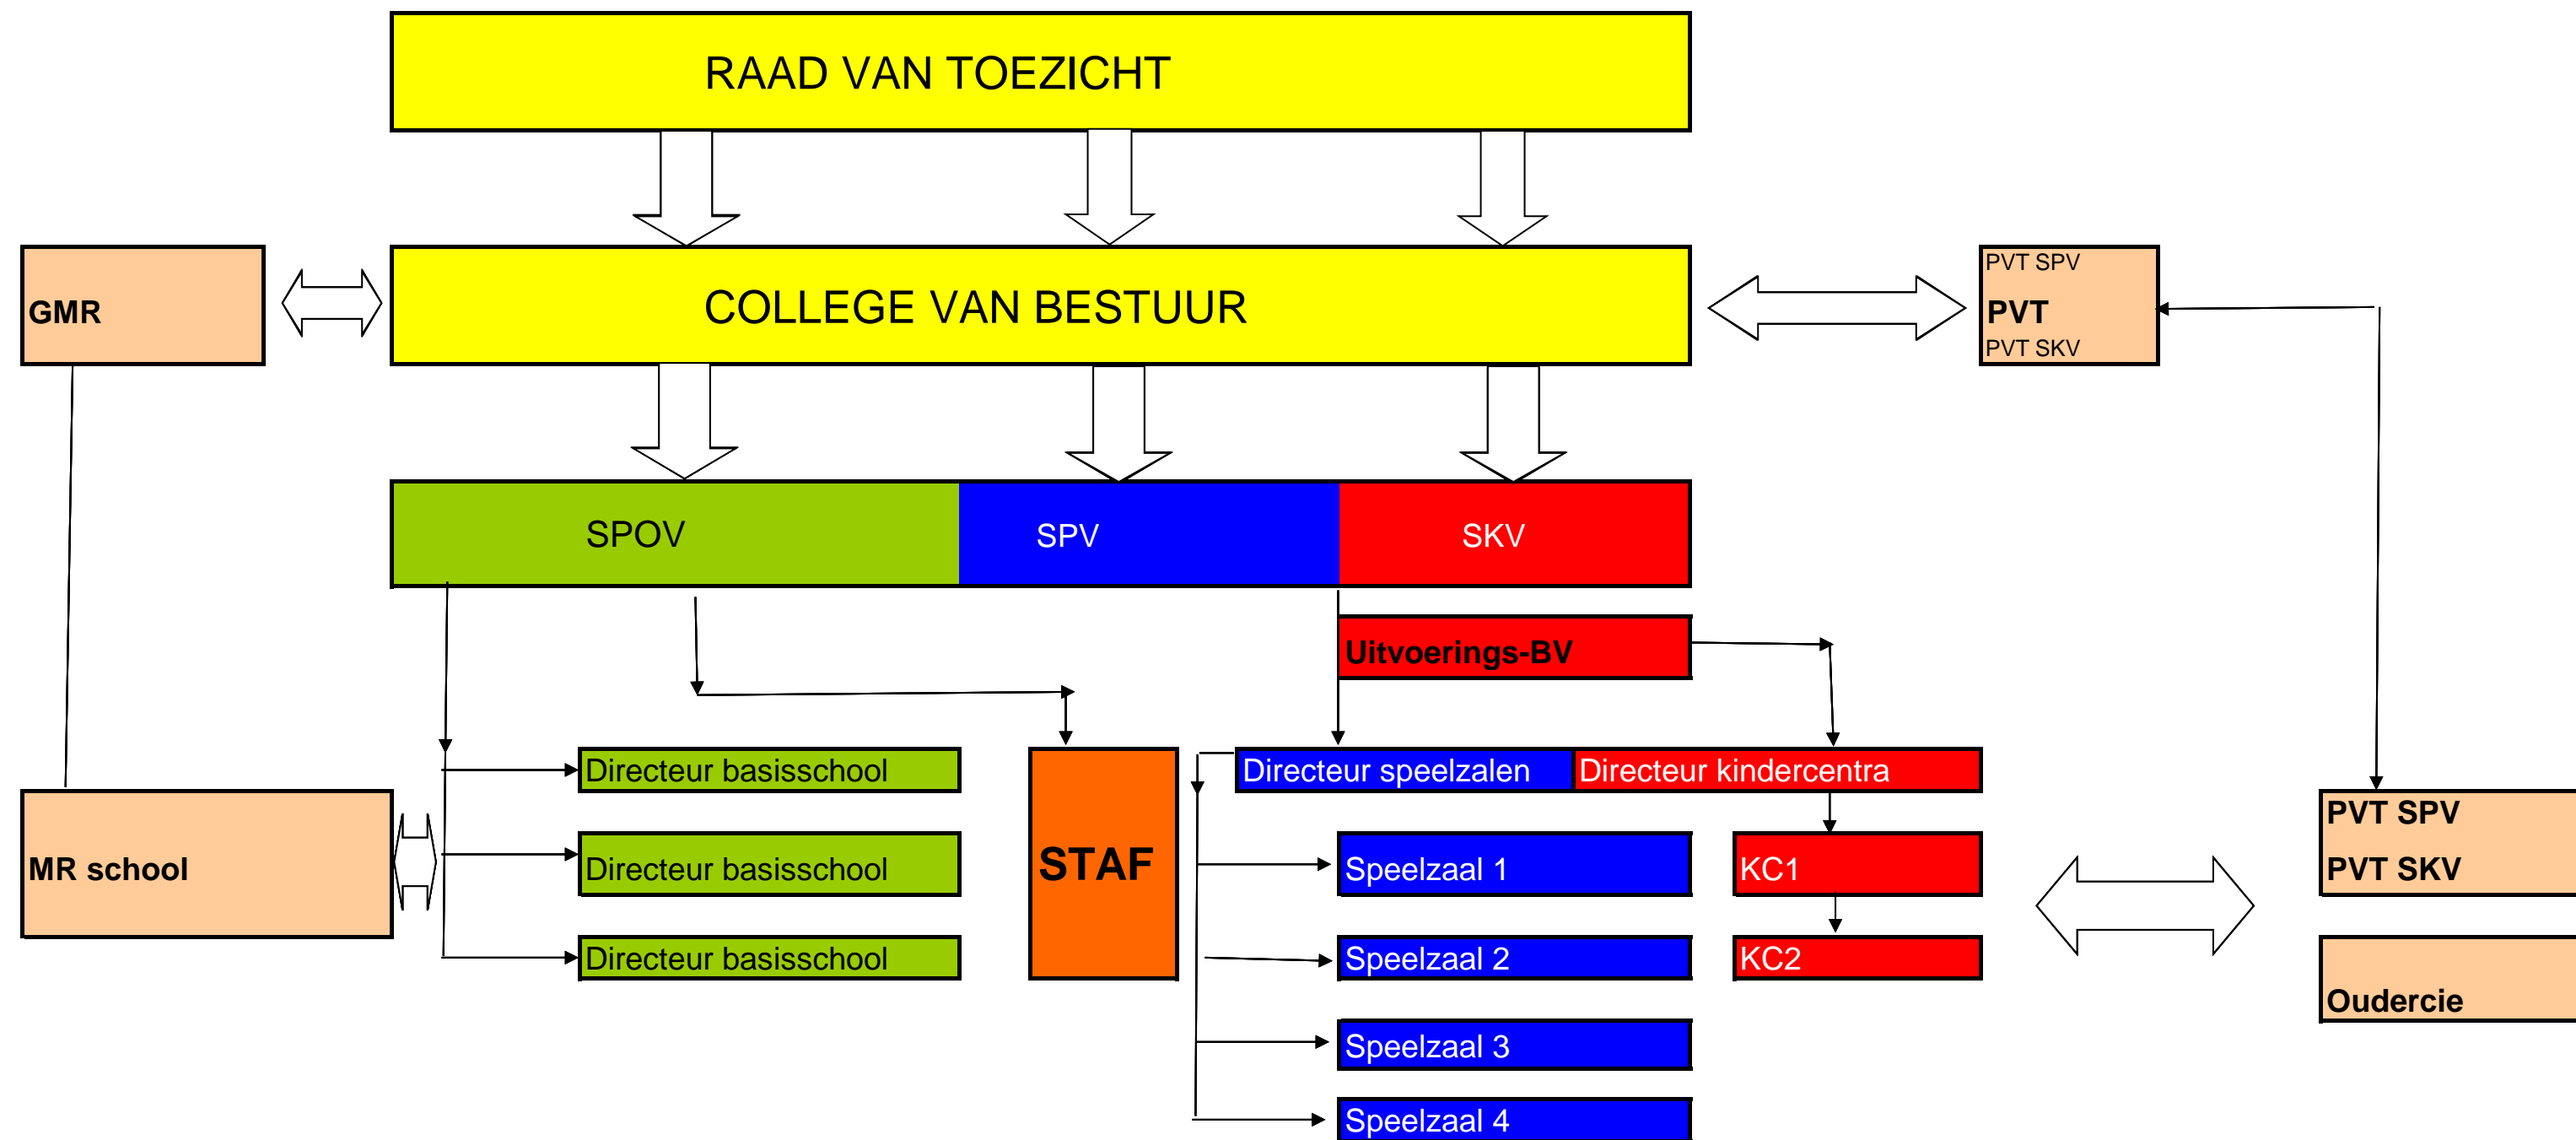 RAAD VAN TOEZICHT
GMR
COLLEGE VAN BESTUUR
PVT SPV
PVT
PVT SKV
SPOV
SPV
SKV
Uitvoerings-BV
Directeur basisschool
Directeur basisschool
Directeur basisschool
STAF
Directeur speelzalen
Directeur kindercentra
MR school
Speelzaal 1
Speelzaal 2
Speelzaal 3
Speelzaal 4
KC1
KC2
PVT SPV
PVT SKV
Oudercie